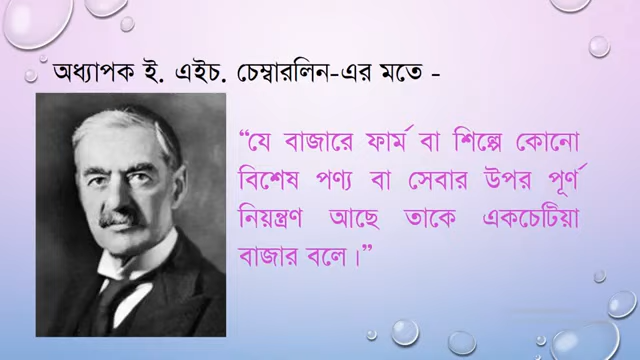 অধ্যাপক ই. এইচ. চেম্বারলিন-এর মতে -
“যে বাজারে ফার্ম বা শিল্পে কোনো
বিশেষ পণ্য বা সেবার উপর পূর্ণ
নিয়ন্ত্রণ আছে তাকে একচেটিয়া
বাজার বলে।”